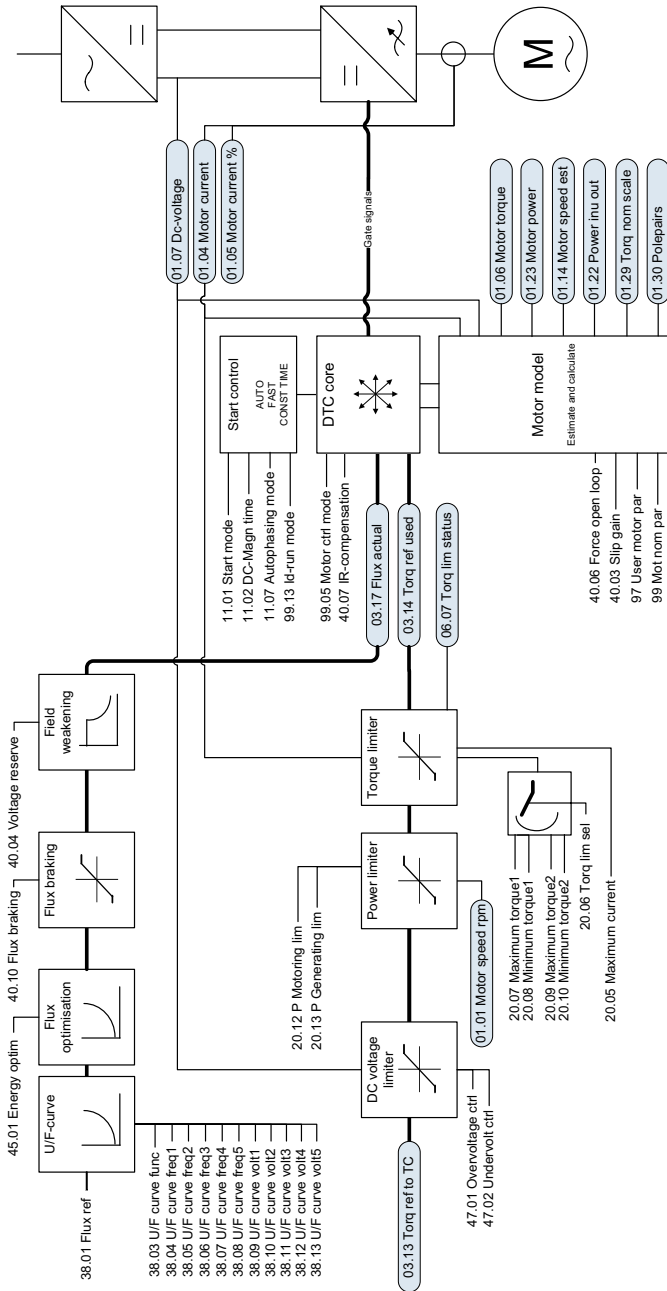 38.01 Flux ref
U/F-curve
38.03 U/F curve func
38.04 U/F curve freq1
38.05 U/F curve freq2
38.06 U/F curve freq3
38.07 U/F curve freq4
38.08 U/F curve freq5
38.09 U/F curve volt1
38.10 U/F curve volt2
38.11 U/F curve volt3
38.12 U/F curve volt4
38.13 U/F curve volt5
45.01 Energy optim
Flux
optimisation
40.10 Flux braking
Flux braking
40.04 Voltage reserve
Field
weakening
03.13 Torq ref to TC
DC voltage
limiter
47.01 Overvoltage ctrl
47.02 Undervolt ctrl
20.12 P Motoring lim
20.13 P Generating lim
Power limiter
01.01 Motor speed rpm
Torque limiter
20.07 Maximum torque1
20.08 Minimum torque1
20.09 Maximum torque2
20.10 Minimum torque2
20.06 Torq lim sel
20.05 Maximum current
11.01 Start mode
11.02 DC-Magn time
11.07 Autophasing mode
99.13 Id-run mode
Start control
AUTO
FAST
CONST TIME
99.05 Motor ctrl mode
40.07 IR-compensation
03.17 Flux actual
03.14 Torq ref used
06.07 Torq lim status
DTC core
40.06 Force open loop
40.03 Slip gain
97 User motor par
99 Mot nom par
Motor model
Estimate and calculate
01.07 Dc-voltage
01.04 Motor current
01.05 Motor current %
Gate signals
01.06 Motor torque
01.23 Motor power
01.14 Motor speed est
01.22 Power inu out
01.29 Torq nom scale
01.30 Polepairs
M